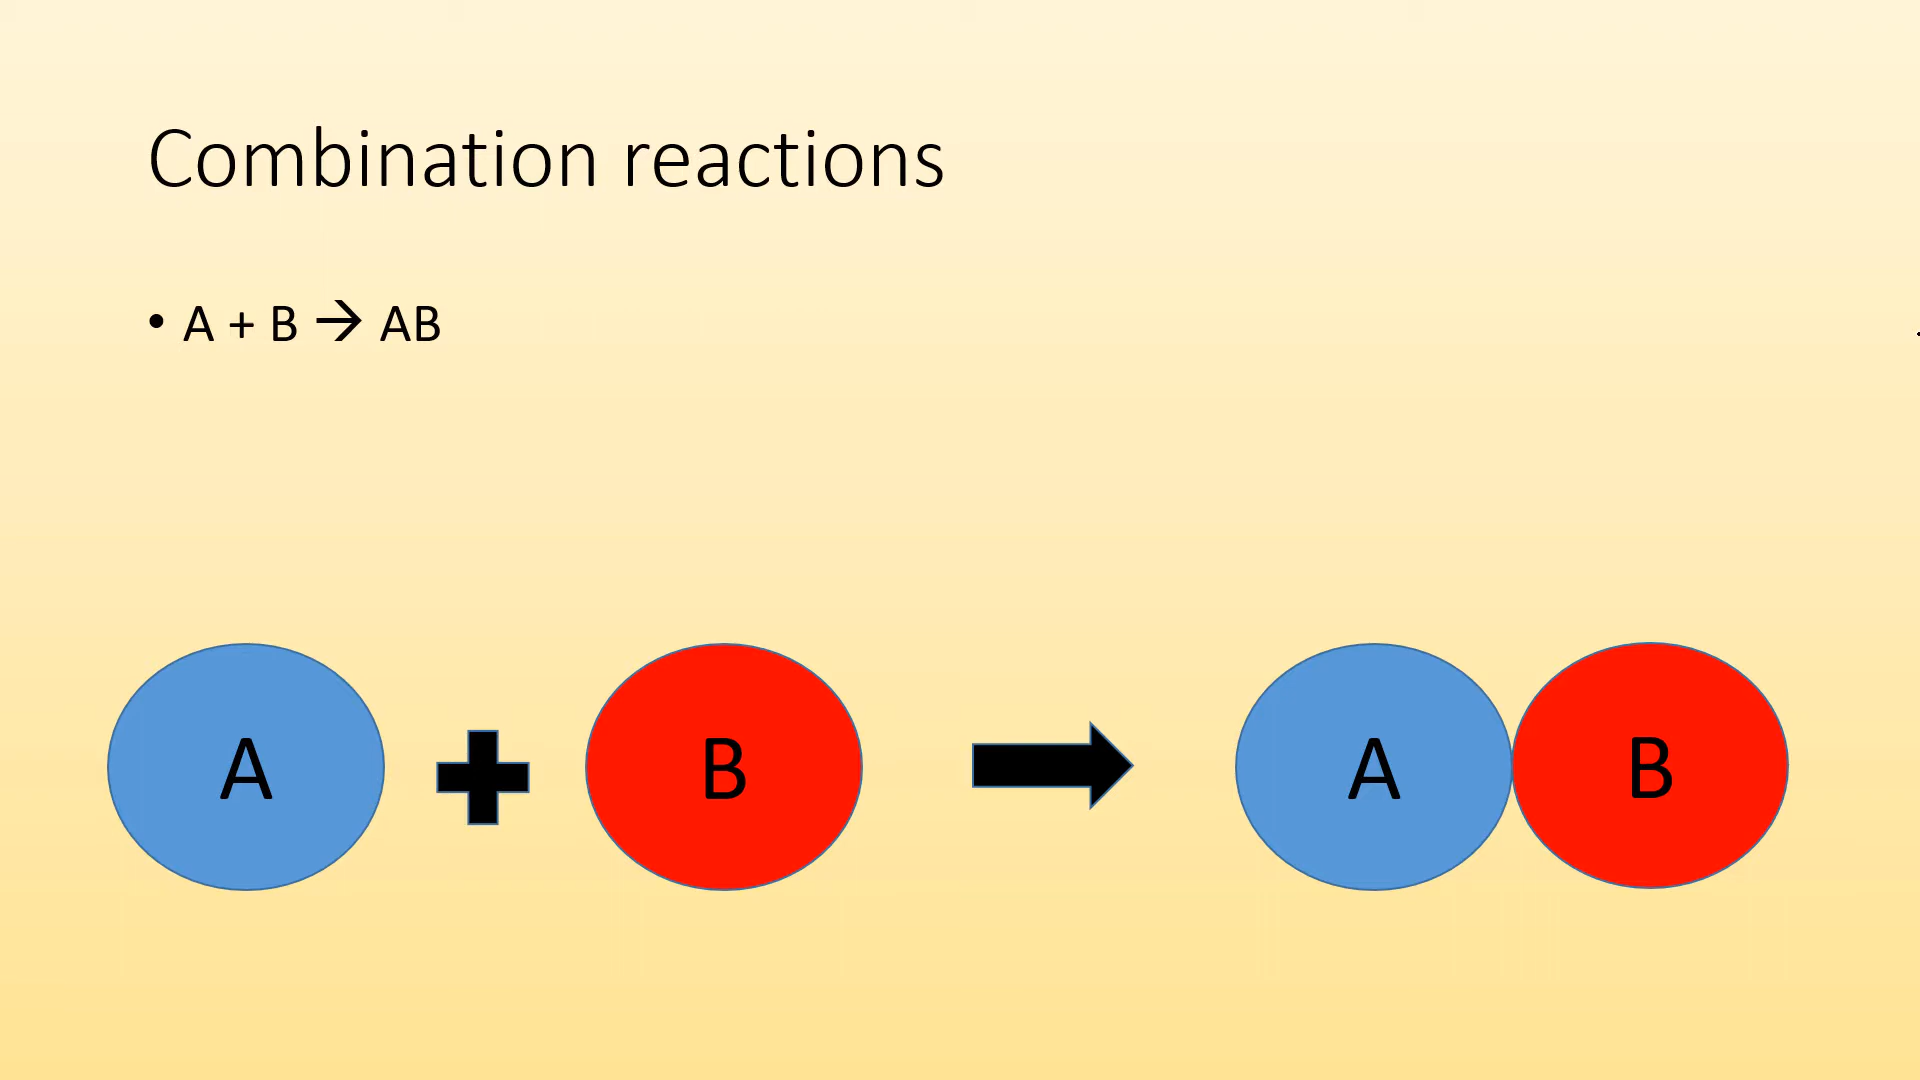 Combination reactions
• A + B → AB
A + B → A B